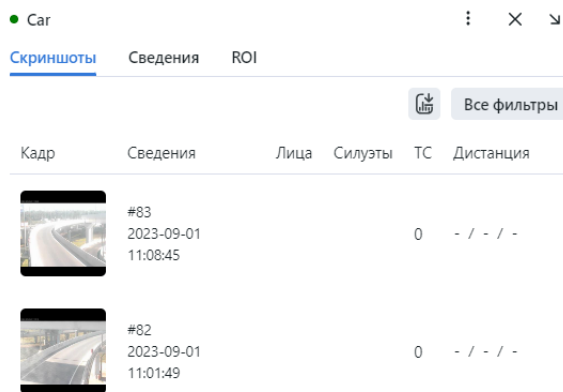 Car
Скриншоты Сведения ROI
Все фильтры
Кадр Сведения Лица Силуэты ТС Дистанция
#83
2023-09-01
11:08:45
0 - / - / -
#82
2023-09-01
11:01:49
0 - / - / -